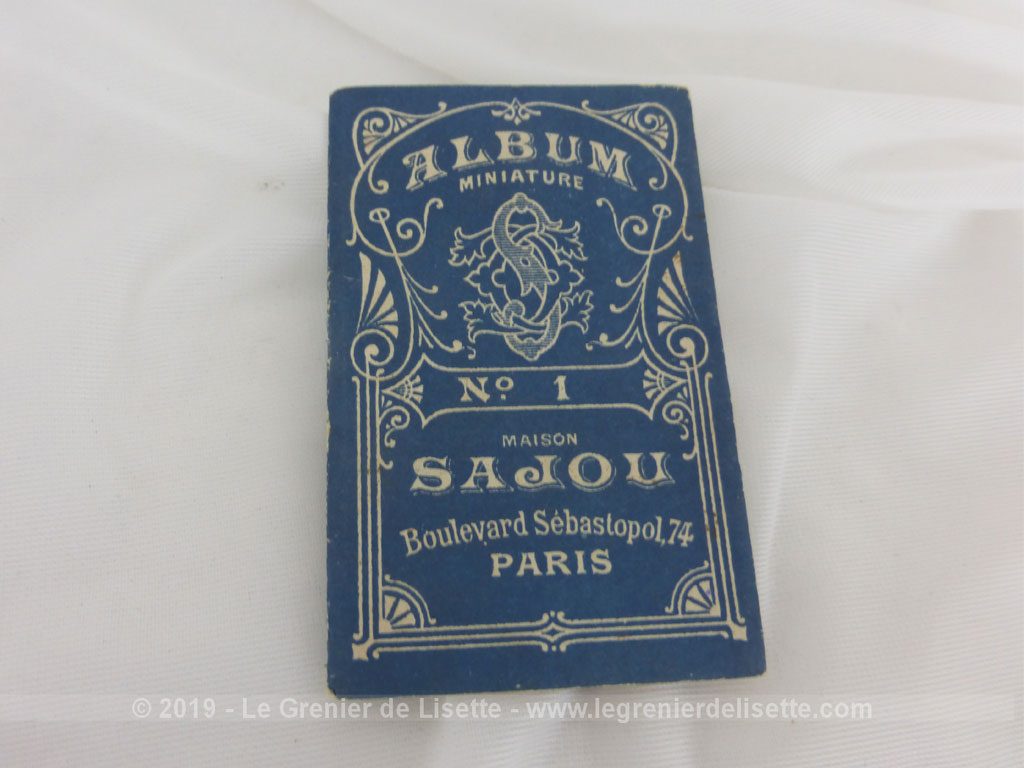 ALBUM
MINIATURE
No. 1
MAISON
SAJOU
Boulevard Sébastopol, 74
PARIS
© 2019 - Le Grenier de Lisette - www.legrenierdelisette.com